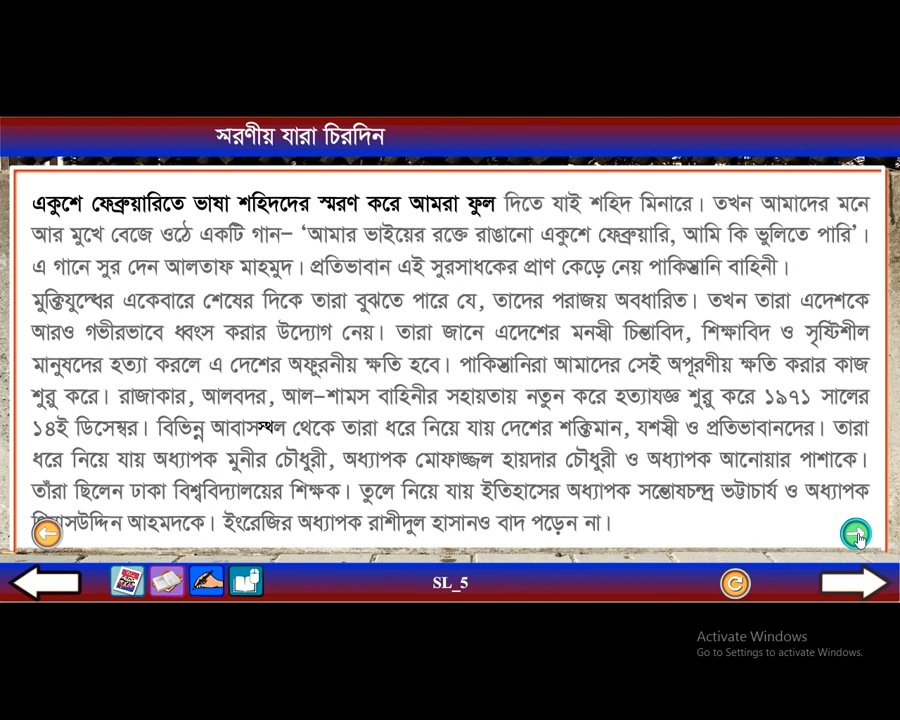 স্মরণীয় যারা চিরদিন
একুশে ফেব্রুয়ারিতে ভাষা শহিদদের স্মরণ করে আমরা ফুল দিতে যাই শহিদ মিনারে। তখন আমাদের মনে
আর মুখে বেজে ওঠে একটি গান– ‘আমার ভাইয়ের রক্তে রাঙানো একুশে ফেব্রুয়ারি, আমি কি ভুলিতে পারি’।
এ গানে সুর দেন আলতাফ মাহমুদ। প্রতিভাবান এই সুরসাধকের প্রাণ কেড়ে নেয় পাকিস্তানি বাহিনী।
মুক্তিযুদ্ধের একেবারে শেষের দিকে তারা বুঝতে পারে যে, তাদের পরাজয় অবধারিত। তখন তারা এদেশকে
আরও গভীরভাবে ধ্বংস করার উদ্যোগ নেয়। তারা জানে এদেশের মনস্বী চিন্তাবিদ, শিক্ষাবিদ ও সৃষ্টিশীল
মানুষদের হত্যা করলে এ দেশের অফুরনীয় ক্ষতি হবে। পাকিস্তানিরা আমাদের সেই অপূরণীয় ক্ষতি করার কাজ
শুরু করে। রাজাকার, আলবদর, আল–শামস বাহিনীর সহায়তায় নতুন করে হত্যাযজ্ঞ শুরু করে ১৯৭১ সালের
১৪ই ডিসেম্বর। বিভিন্ন আবাসস্থল থেকে তারা ধরে নিয়ে যায় দেশের শক্তিমান, যশস্বী ও প্রতিভাবানদের। তারা
ধরে নিয়ে যায় অধ্যাপক মুনীর চৌধুরী, অধ্যাপক মোফাজ্জল হায়দার চৌধুরী ও অধ্যাপক আনোয়ার পাশাকে।
তাঁরা ছিলেন ঢাকা বিশ্ববিদ্যালয়ের শিক্ষক। তুলে নিয়ে যায় ইতিহাসের অধ্যাপক সন্তোষচন্দ্র ভট্টাচার্য ও অধ্যাপক
আহমদকে। ইংরেজির অধ্যাপক রাশীদুল হাসানও বাদ পড়েন না।
SL_5
Activate Windows
Go to Settings to activate Windows.